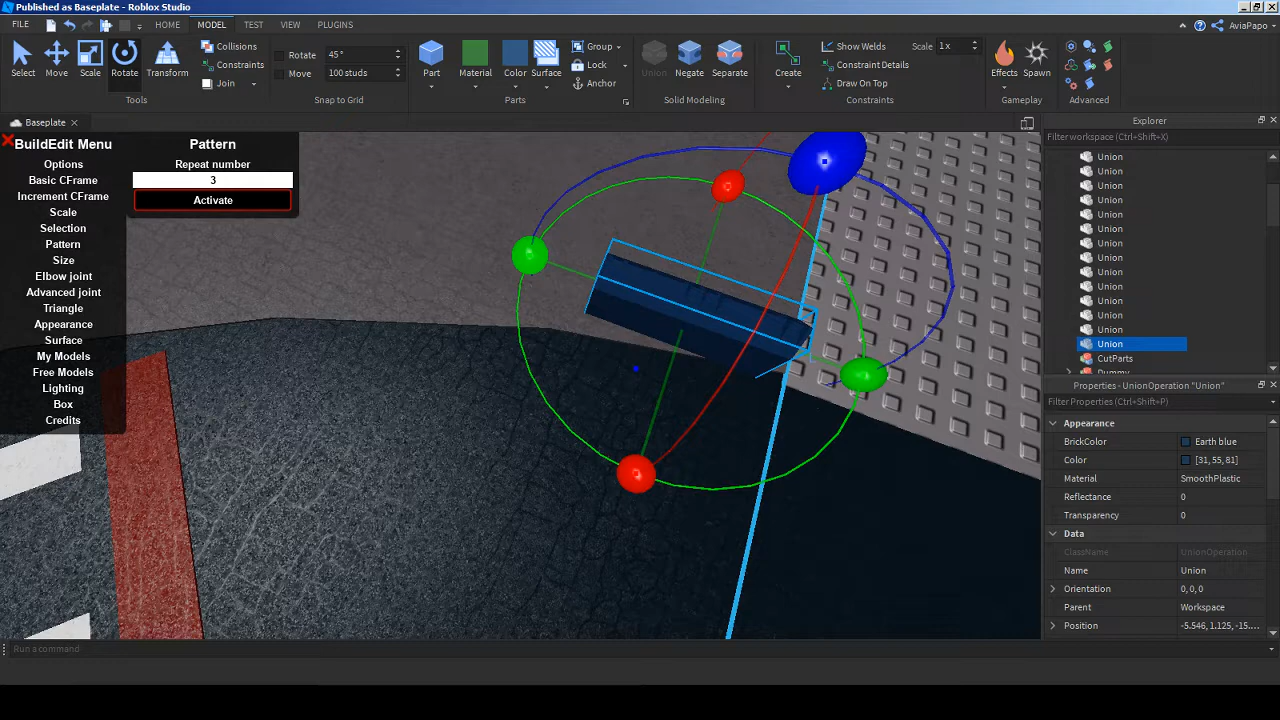 Published as Baseplate - Roblox Studio
FILE HOME MODEL TEST VIEW PLUGINS AviaPapo
Select Move Scale Rotate Transform
Collisions
Constraints
Join
Tools
Rotate 45°
Move 100 studs
Snap to Grid
Part Material Color Surface
Group
Lock
Anchor
Parts
Union Negate Separate
Solid Modeling
Create
Show Welds
Constraint Details
Draw On Top
Scale 1x
Constraints
Effects Spawn
Gameplay
Advanced
Baseplate
BuildEdit Menu
Options
Basic CFrame
Increment CFrame
Scale
Selection
Pattern
Size
Elbow joint
Advanced joint
Triangle
Appearance
Surface
My Models
Free Models
Lighting
Box
Credits
Pattern
Repeat number
3
Activate
Explorer
Filter workspace (Ctrl+Shift+X)
Union
Union
Union
Union
Union
Union
Union
Union
Union
Union
Union
Union
Union
Union
CutParts
Dummy
Properties - UnionOperation "Union"
Filter Properties (Ctrl+Shift+P)
Appearance
BrickColor Earth blue
Color [31, 55, 81]
Material SmoothPlastic
Reflectance 0
Transparency 0
Data
ClassName UnionOperation
Name Union
Orientation 0, 0, 0
Parent Workspace
Position -5.546, 1.125, -15....
Run a command